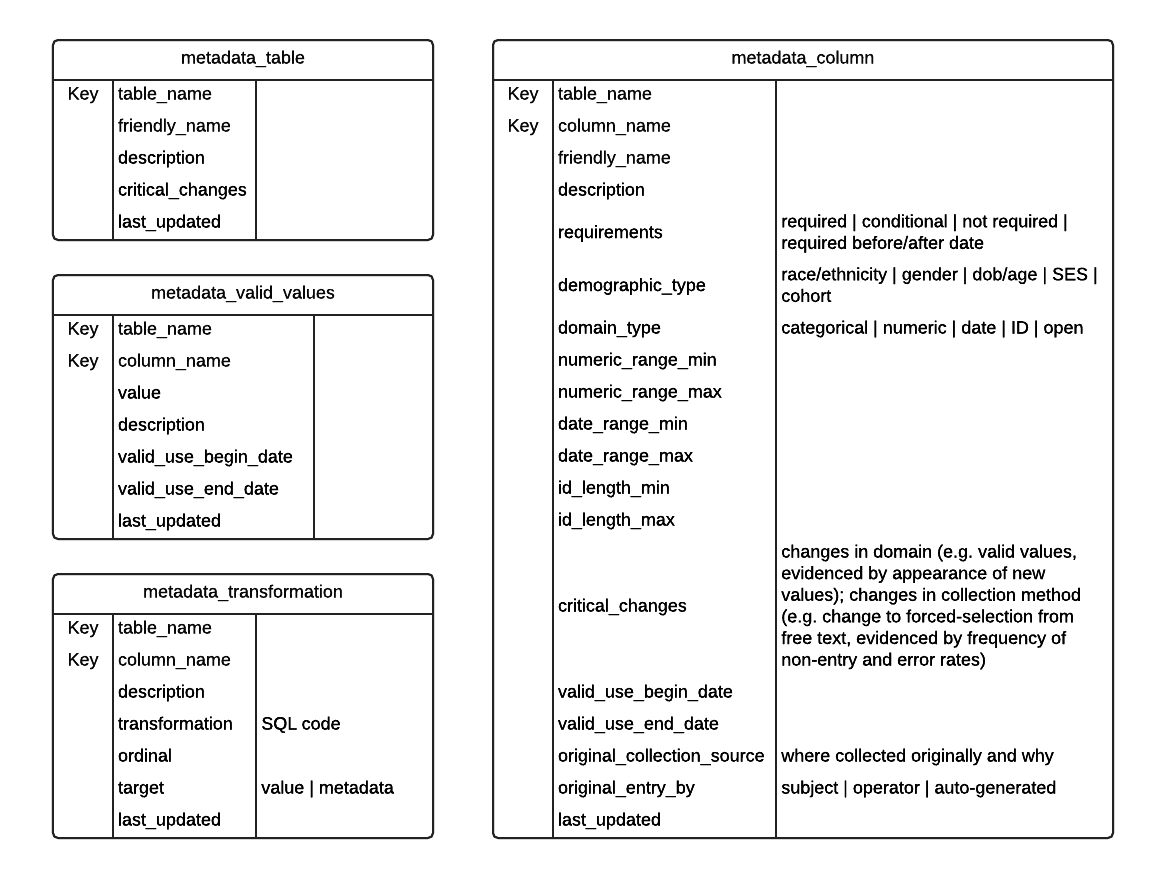 metadata_table
Key table_name
friendly_name
description
critical_changes
last_updated
metadata_valid_values
Key table_name
Key column_name
value
description
valid_use_begin_date
valid_use_end_date
last_updated
metadata_transformation
Key table_name
Key column_name
description
transformation SQL code
ordinal
target value | metadata
last_updated
metadata_column
Key table_name
Key column_name
friendly_name
description
requirements
required | conditional | not required |
required before/after date
demographic_type
race/ethnicity | gender | dob/age | SES |
cohort
domain_type categorical | numeric | date | ID | open
numeric_range_min
numeric_range_max
date_range_min
date_range_max
id_length_min
id_length_max
critical_changes
changes in domain (e.g. valid values,
evidenced by appearance of new
values); changes in collection method
(e.g. change to forced-selection from
free text, evidenced by frequency of
non-entry and error rates)
valid_use_begin_date
valid_use_end_date
original_collection_source where collected originally and why
original_entry_by subject | operator | auto-generated
last_updated